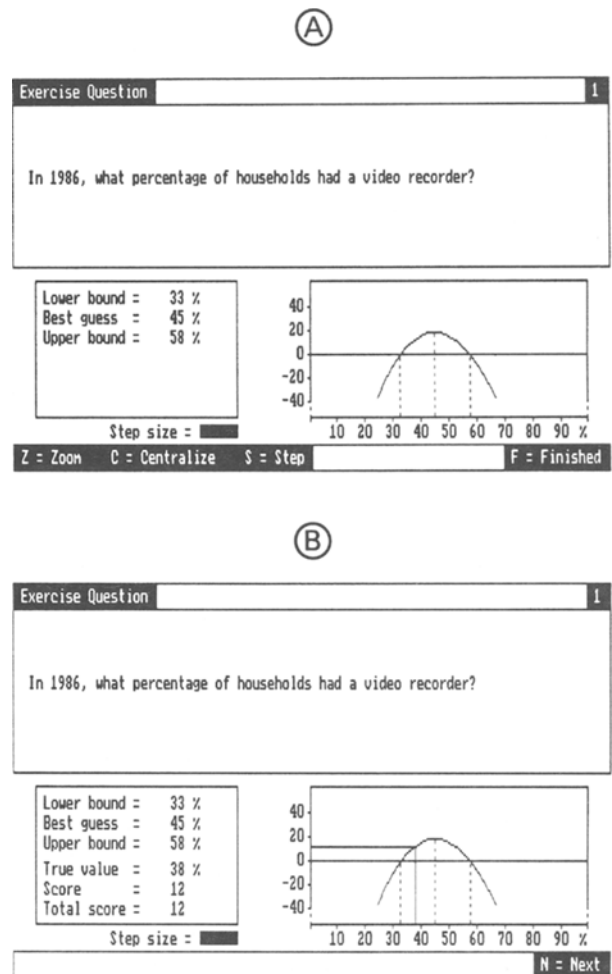 A
Exercise Question 1
In 1986, what percentage of households had a video recorder?
Lower bound = 33 %
Best guess = 45 %
Upper bound = 58 %
Step size =
40
20
0
-20
-40
10 20 30 40 50 60 70 80 90 %
Z = Zoom C = Centralize S = Step F = Finished
B
Exercise Question 1
In 1986, what percentage of households had a video recorder?
Lower bound = 33 %
Best guess = 45 %
Upper bound = 58 %
True value = 38 %
Score = 12
Total score = 12
Step size =
40
20
0
-20
-40
10 20 30 40 50 60 70 80 90 %
N = Next